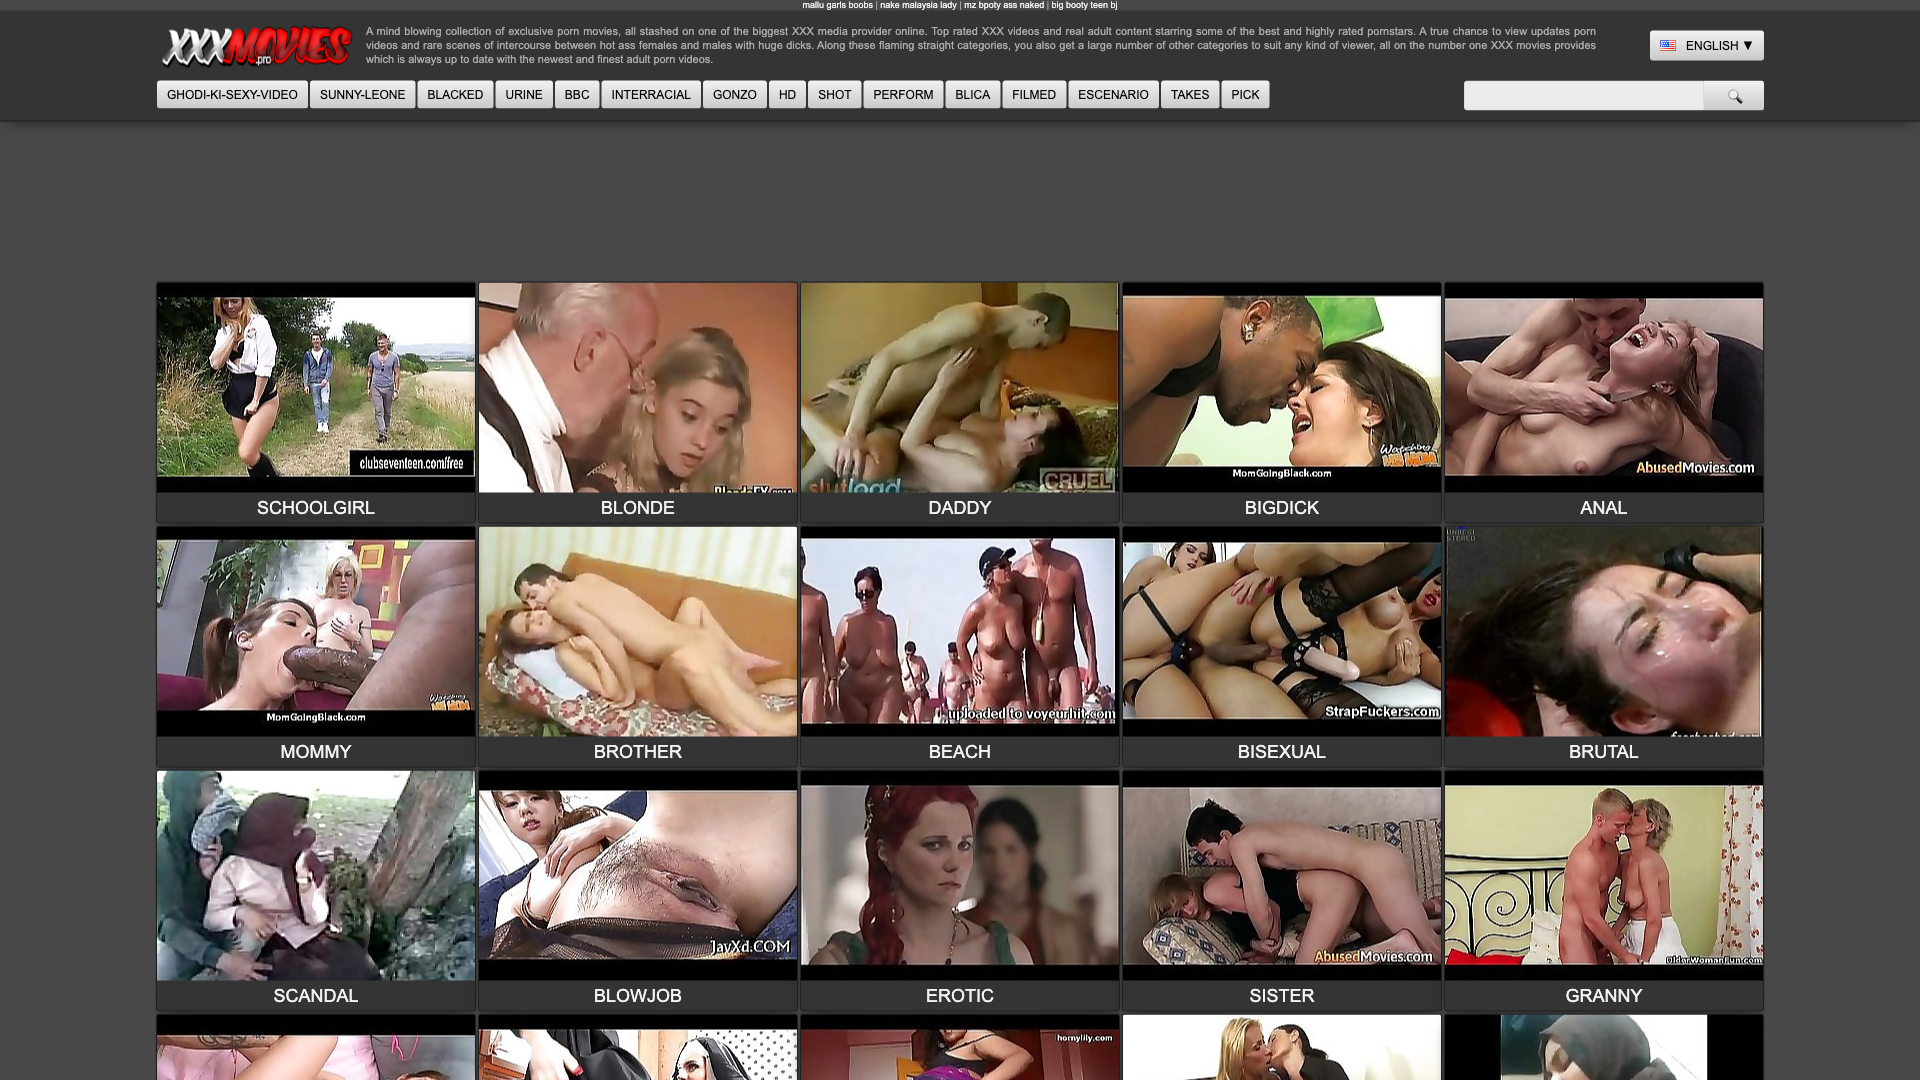 mallu garls boobs | nake malaysia lady | mz bpoty ass naked | big booty teen bj
XXXMOVIES
.pro
A mind blowing collection of exclusive porn movies, all stashed on one of the biggest XXX media provider online. Top rated XXX videos and real adult content starring some of the best and highly rated pornstars. A true chance to view updates porn
videos and rare scenes of intercourse between hot ass females and males with huge dicks. Along these flaming straight categories, you also get a large number of other categories to suit any kind of viewer, all on the number one XXX movies provides
which is always up to date with the newest and finest adult porn videos.
ENGLISH ▼
GHODI-KI-SEXY-VIDEO SUNNY-LEONE BLACKED URINE BBC INTERRACIAL GONZO HD SHOT PERFORM BLICA FILMED ESCENARIO TAKES PICK
clubseventeen.com/free
CRUEL
MomGoingBlack.com
AbusedMovies.com
SCHOOLGIRL BLONDE DADDY BIGDICK ANAL
MomGoingBlack.com
uploaded to voyeurhit.com
StrapFuckers.com
MOMMY BROTHER BEACH BISEXUAL BRUTAL
JayXd.COM
AbusedMovies.com
OlderWomanFun.com
SCANDAL BLOWJOB EROTIC SISTER GRANNY
hornylily.com